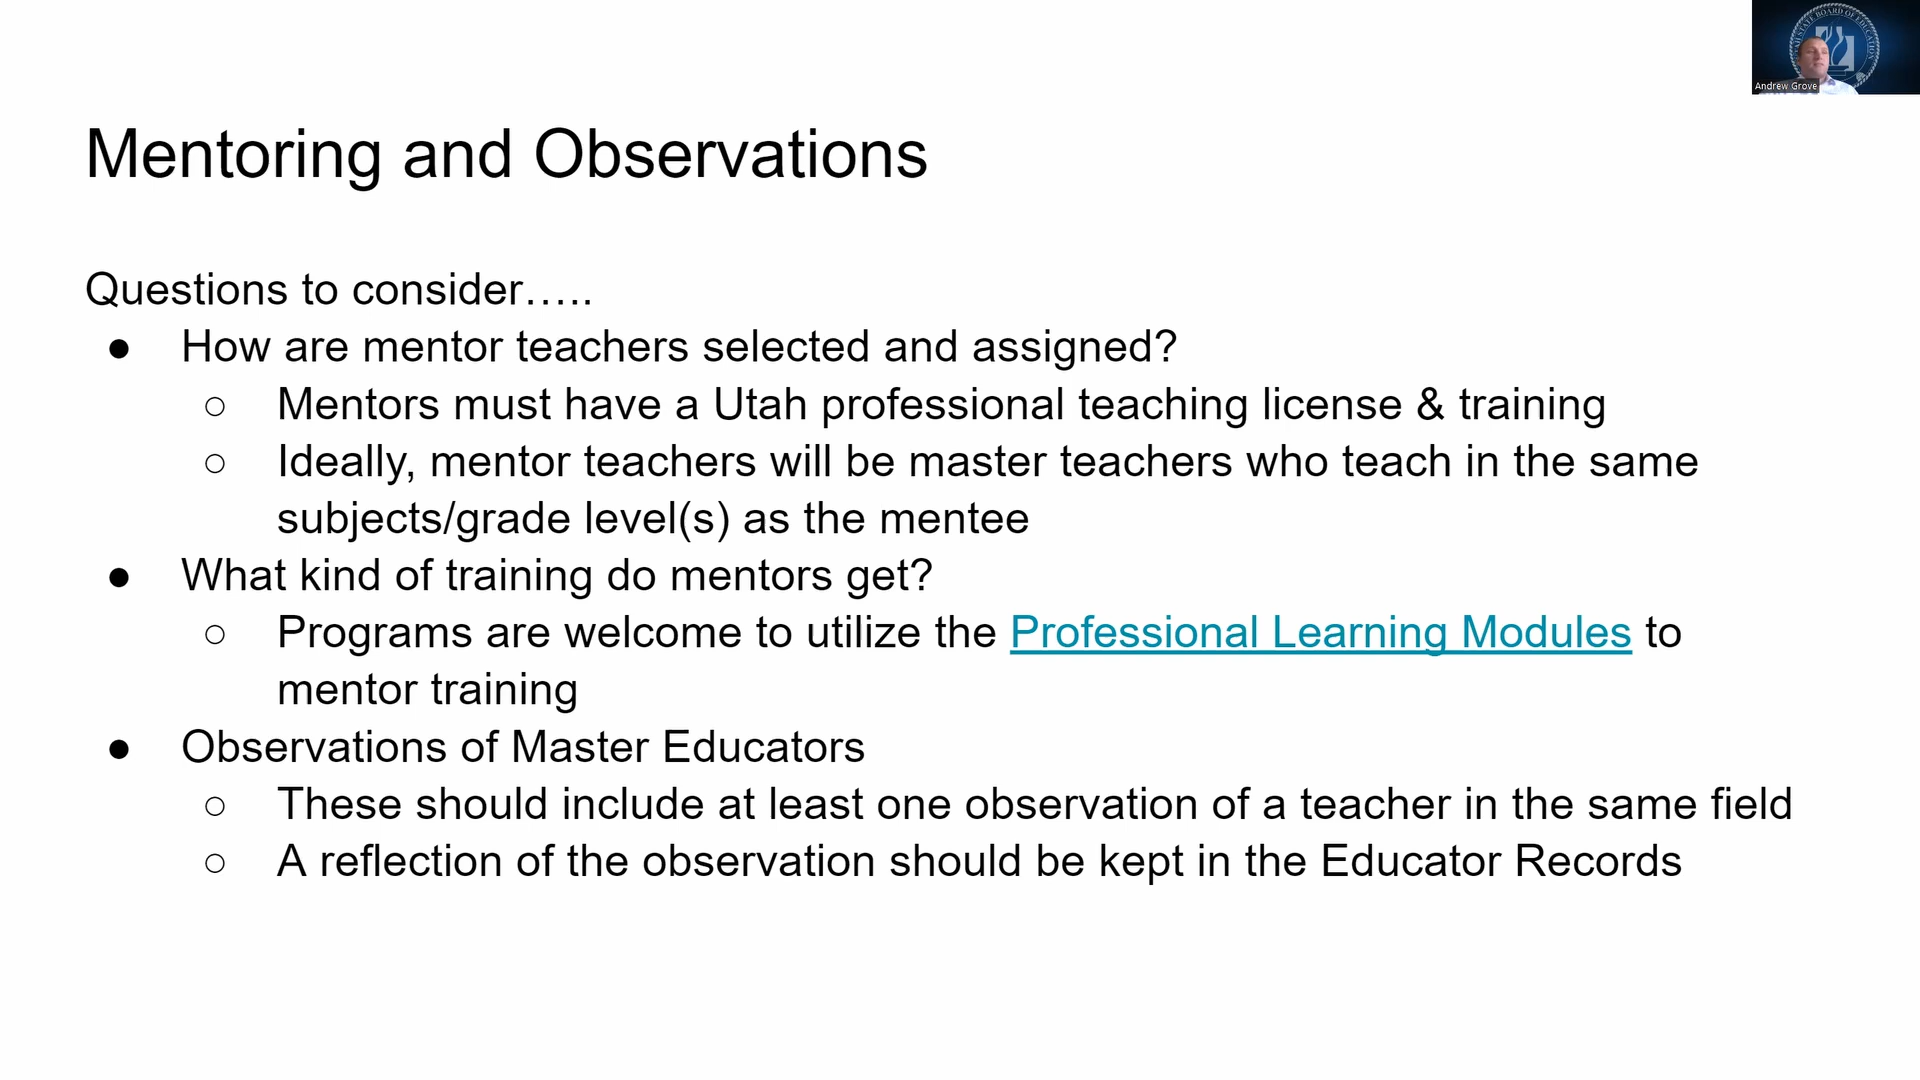 STATE BOARD OF EDUCATION
Andrew Grove
Mentoring and Observations
Questions to consider…..
● How are mentor teachers selected and assigned?
○ Mentors must have a Utah professional teaching license & training
○ Ideally, mentor teachers will be master teachers who teach in the same
subjects/grade level(s) as the mentee
● What kind of training do mentors get?
○ Programs are welcome to utilize the Professional Learning Modules to
mentor training
● Observations of Master Educators
○ These should include at least one observation of a teacher in the same field
○ A reflection of the observation should be kept in the Educator Records